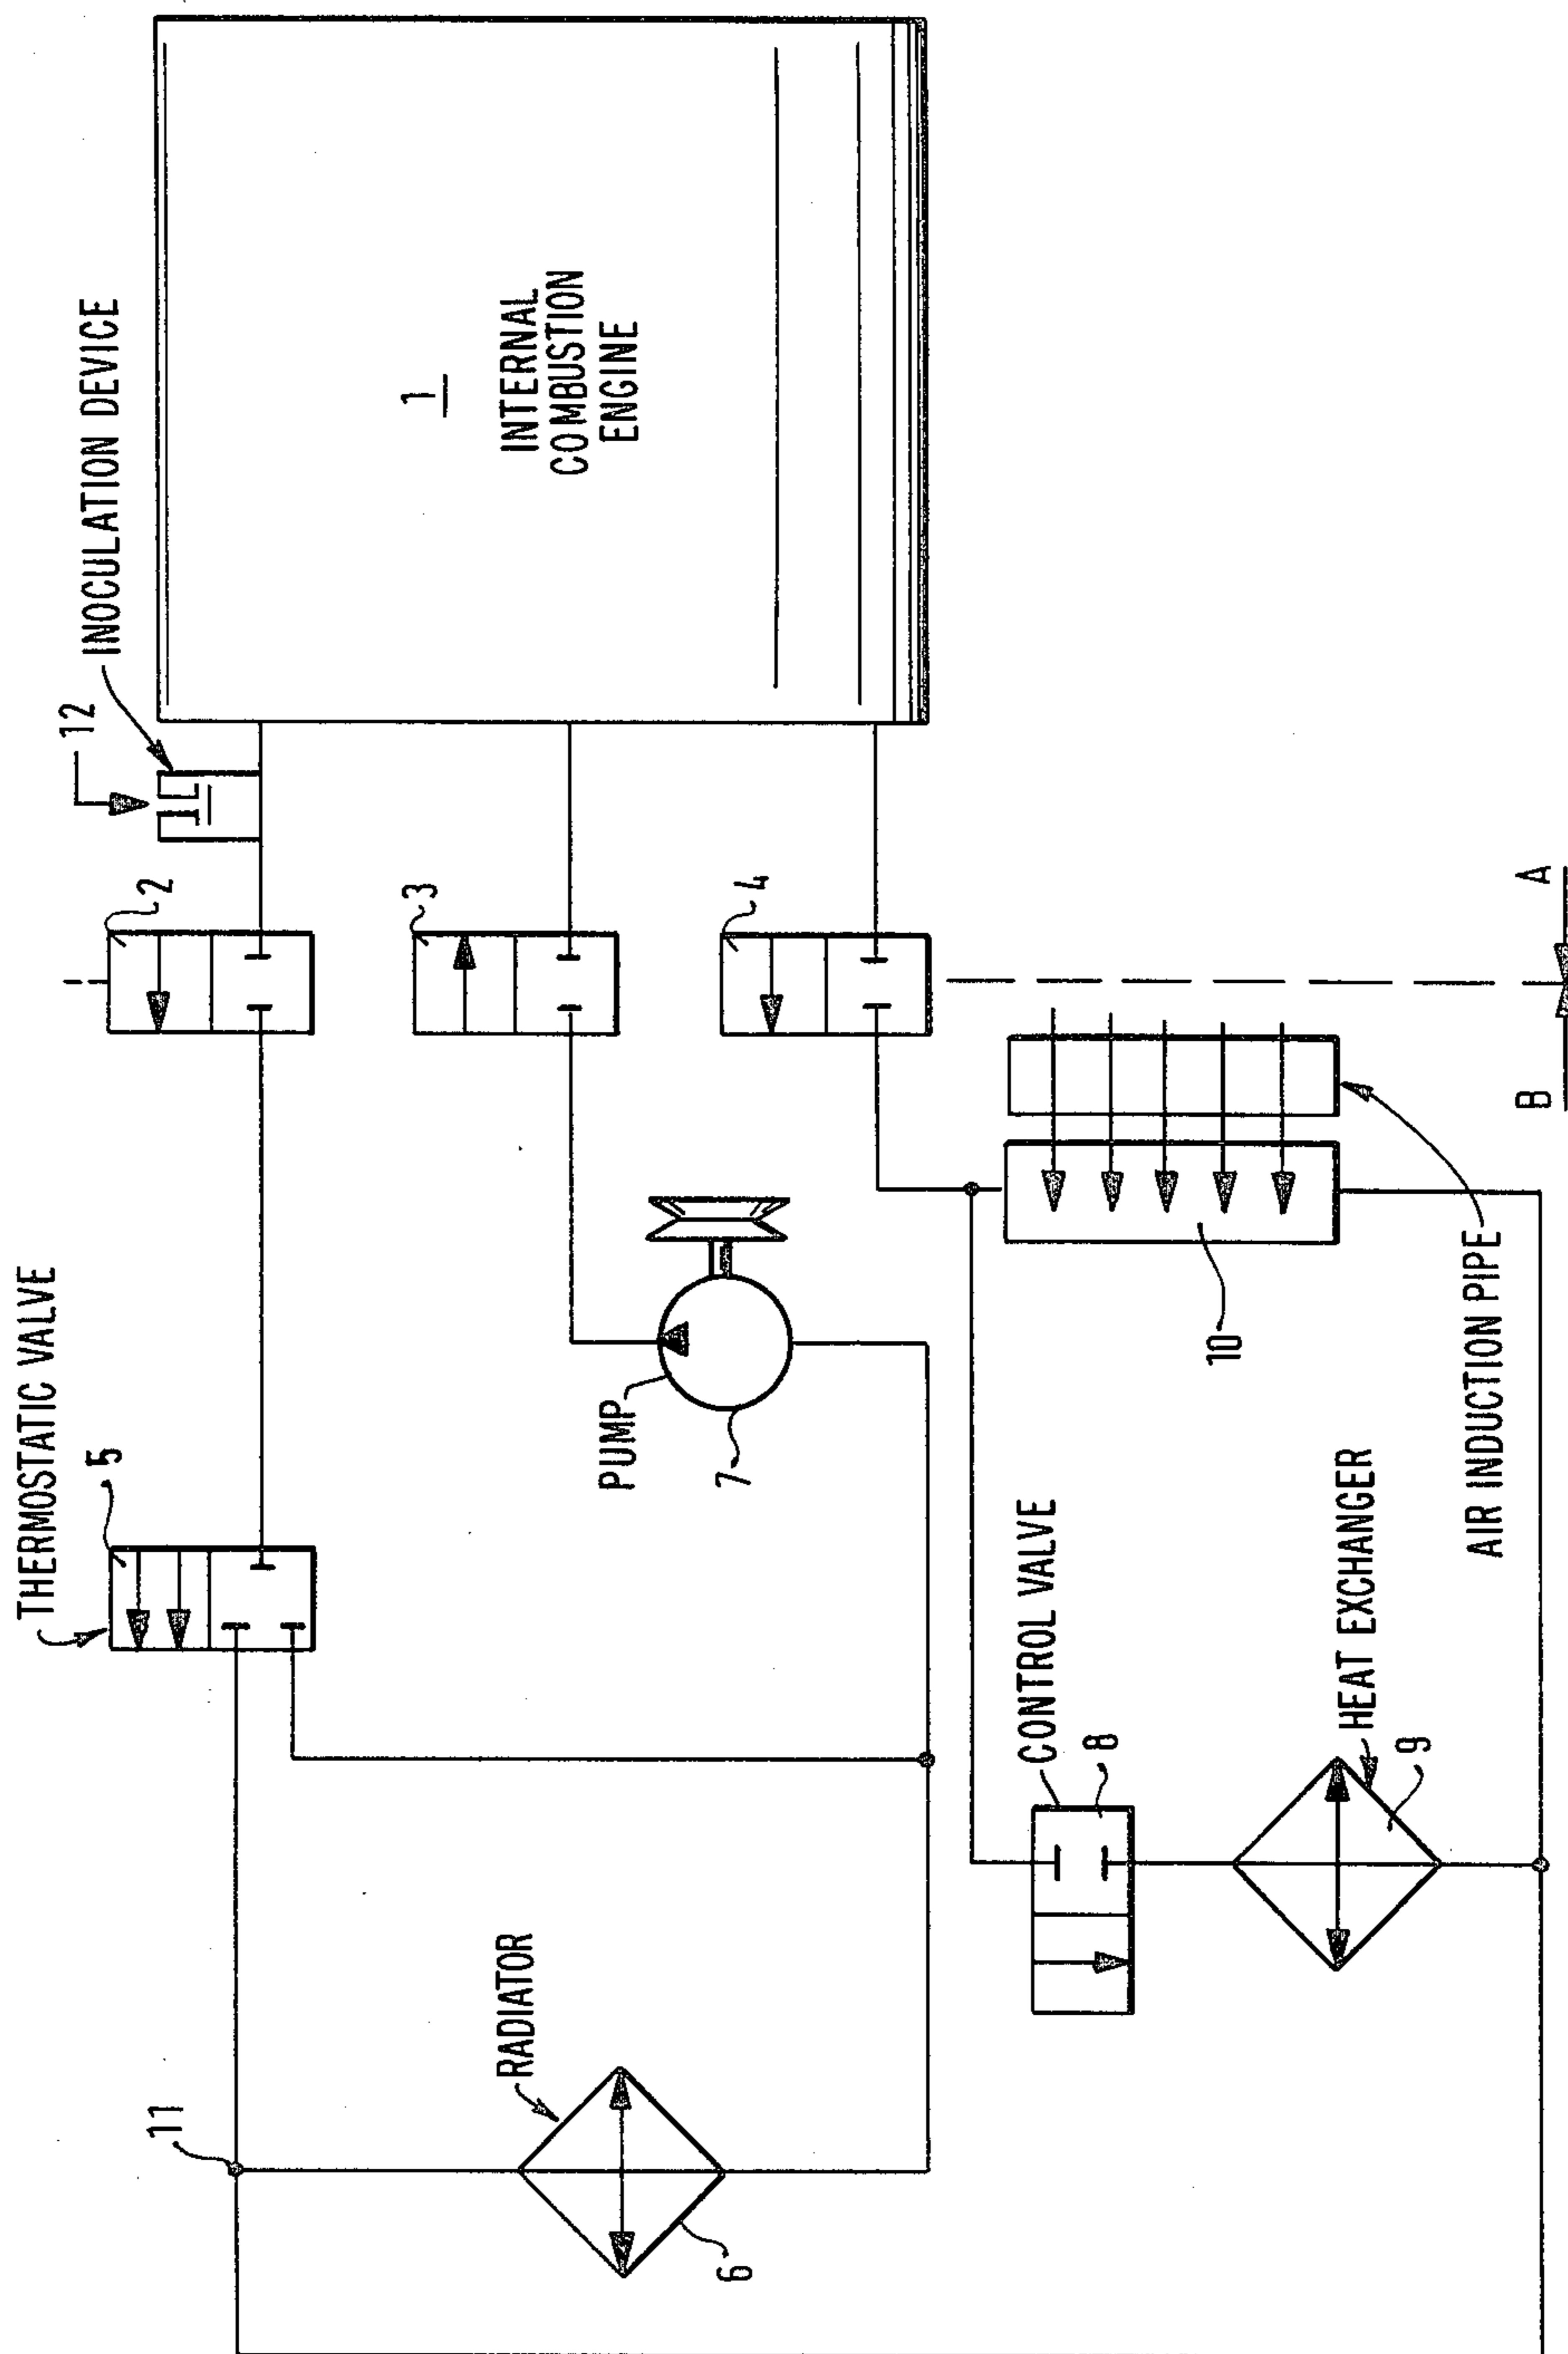 INOCULATION DEVICE
12
1
INTERNAL
COMBUSTION
ENGINE
2
3
4
A
B
THERMOSTATIC VALVE
5
PUMP
7
10
AIR INDUCTION PIPE
CONTROL VALVE
8
HEAT EXCHANGER
9
11
RADIATOR
6